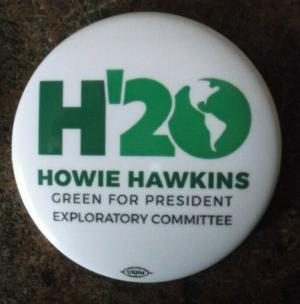 H'20
HOWIE HAWKINS
GREEN FOR PRESIDENT
EXPLORATORY COMMITTEE